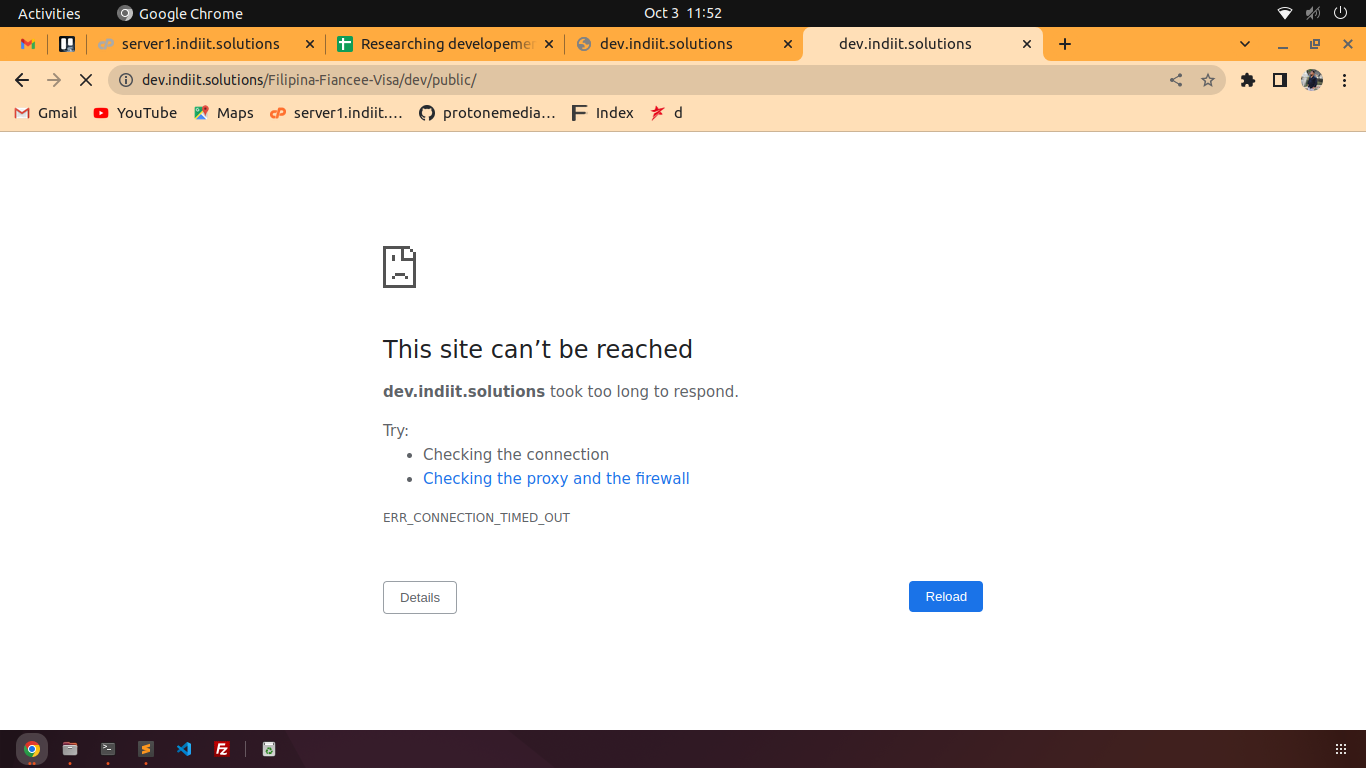 Activities Google Chrome Oct 3 11:52
server1.indiit.solutions Researching developemen dev.indiit.solutions dev.indiit.solutions
dev.indiit.solutions/Filipina-Fiancee-Visa/dev/public/
Gmail YouTube Maps server1.indiit.… protonemedia… Index d
This site can’t be reached
dev.indiit.solutions took too long to respond.
Try:
• Checking the connection
• Checking the proxy and the firewall
ERR_CONNECTION_TIMED_OUT
Details Reload